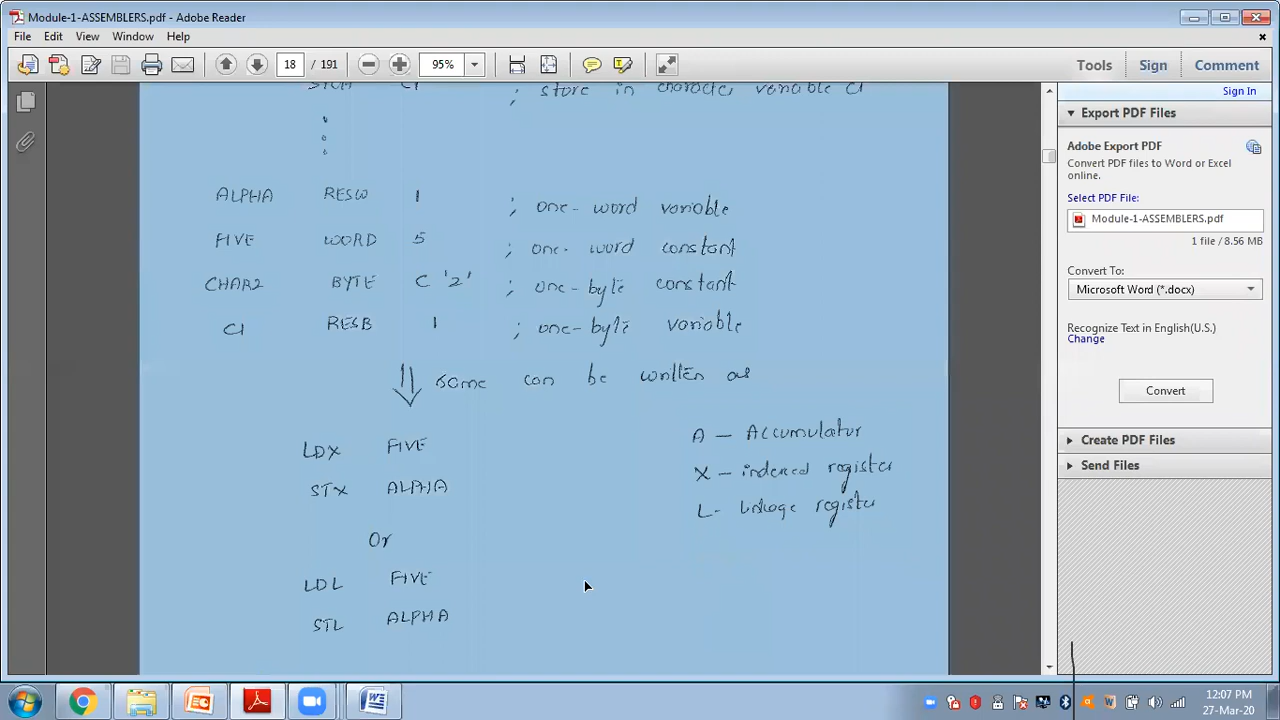 Module-1-ASSEMBLERS.pdf - Adobe Reader
File Edit View Window Help
18 / 191 95% Tools Sign Comment
; store in character variable C1
ALPHA RESW 1 ; one-word variable
FIVE WORD 5 ; one-word constant
CHAR2 BYTE C 'Z' ; one-byte constant
C1 RESB 1 ; one-byte variable
same can be written as
LDX FIVE
STX ALPHA
Or
LDL FIVE
STL ALPHA
A - Accumulator
X - indexed register
L- linkage register
Sign In
Export PDF Files
Adobe Export PDF
Convert PDF files to Word or Excel
online.
Select PDF File:
Module-1-ASSEMBLERS.pdf
1 file / 8.56 MB
Convert To:
Microsoft Word (*.docx)
Recognize Text in English(U.S.)
Change
Convert
Create PDF Files
Send Files
12:07 PM
27-Mar-20